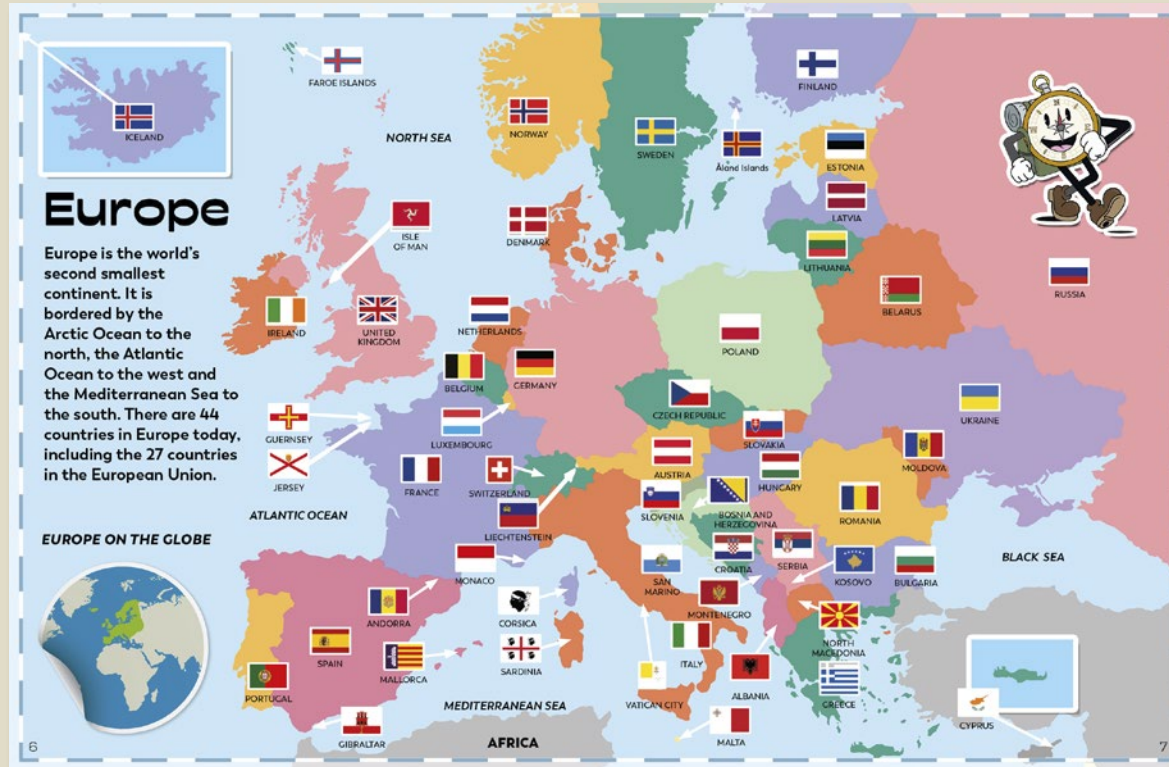 FAROE ISLANDS
ICELAND
NORTH SEA
NORWAY
SWEDEN
FINLAND
Åland Islands
ESTONIA
LATVIA
LITHUANIA
Europe
Europe is the world's
second smallest
continent. It is
bordered by the
Arctic Ocean to the
north, the Atlantic
Ocean to the west and
the Mediterranean Sea to
the south. There are 44
countries in Europe today,
including the 27 countries
in the European Union.
ISLE
OF MAN
DENMARK
RUSSIA
BELARUS
IRELAND
UNITED
KINGDOM
NETHERLANDS
POLAND
BELGIUM
GERMANY
CZECH REPUBLIC
UKRAINE
GUERNSEY
LUXEMBOURG
SLOVAKIA
MOLDOVA
JERSEY
FRANCE
SWITZERLAND
AUSTRIA
HUNGARY
ROMANIA
ATLANTIC OCEAN
LIECHTENSTEIN
SLOVENIA
BOSNIA AND
HERZEGOVINA
EUROPE ON THE GLOBE
MONACO
SAN
MARINO
CROATIA
SERBIA
KOSOVO
BULGARIA
BLACK SEA
ANDORRA
CORSICA
MONTENEGRO
NORTH
MACEDONIA
SPAIN
MALLORCA
SARDINIA
ITALY
ALBANIA
GREECE
PORTUGAL
VATICAN CITY
CYPRUS
MEDITERRANEAN SEA
GIBRALTAR
AFRICA
MALTA
6
7